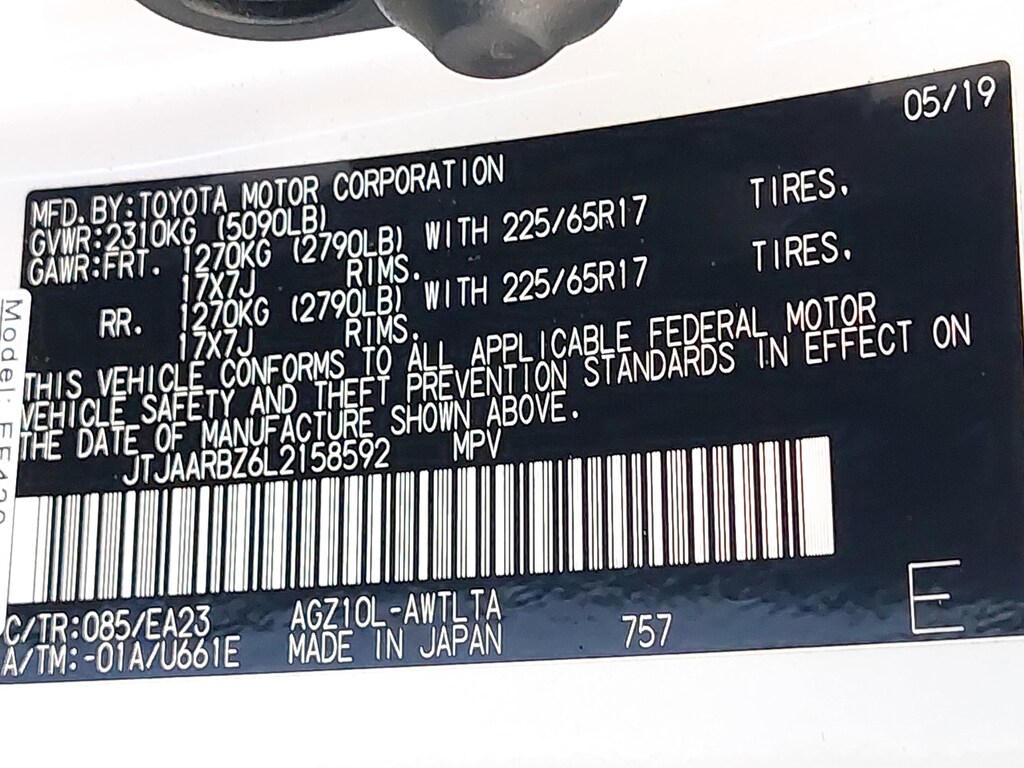 05/19
MFD.BY:TOYOTA MOTOR CORPORATION
GVWR:2310KG (5090LB)
GAWR:FRT. 1270KG (2790LB) WITH 225/65R17 TIRES.
17X7J RIMS.
RR. 1270KG (2790LB) WITH 225/65R17 TIRES.
17X7J RIMS.
THIS VEHICLE CONFORMS TO ALL APPLICABLE FEDERAL MOTOR
VEHICLE SAFETY AND THEFT PREVENTION STANDARDS IN EFFECT ON
THE DATE OF MANUFACTURE SHOWN ABOVE.
JTJAARBZ6L2158592 MPV
C/TR:085/EA23 AGZ10L-AWTLTA 757 E
A/TM:-01A/U661E MADE IN JAPAN
Model: